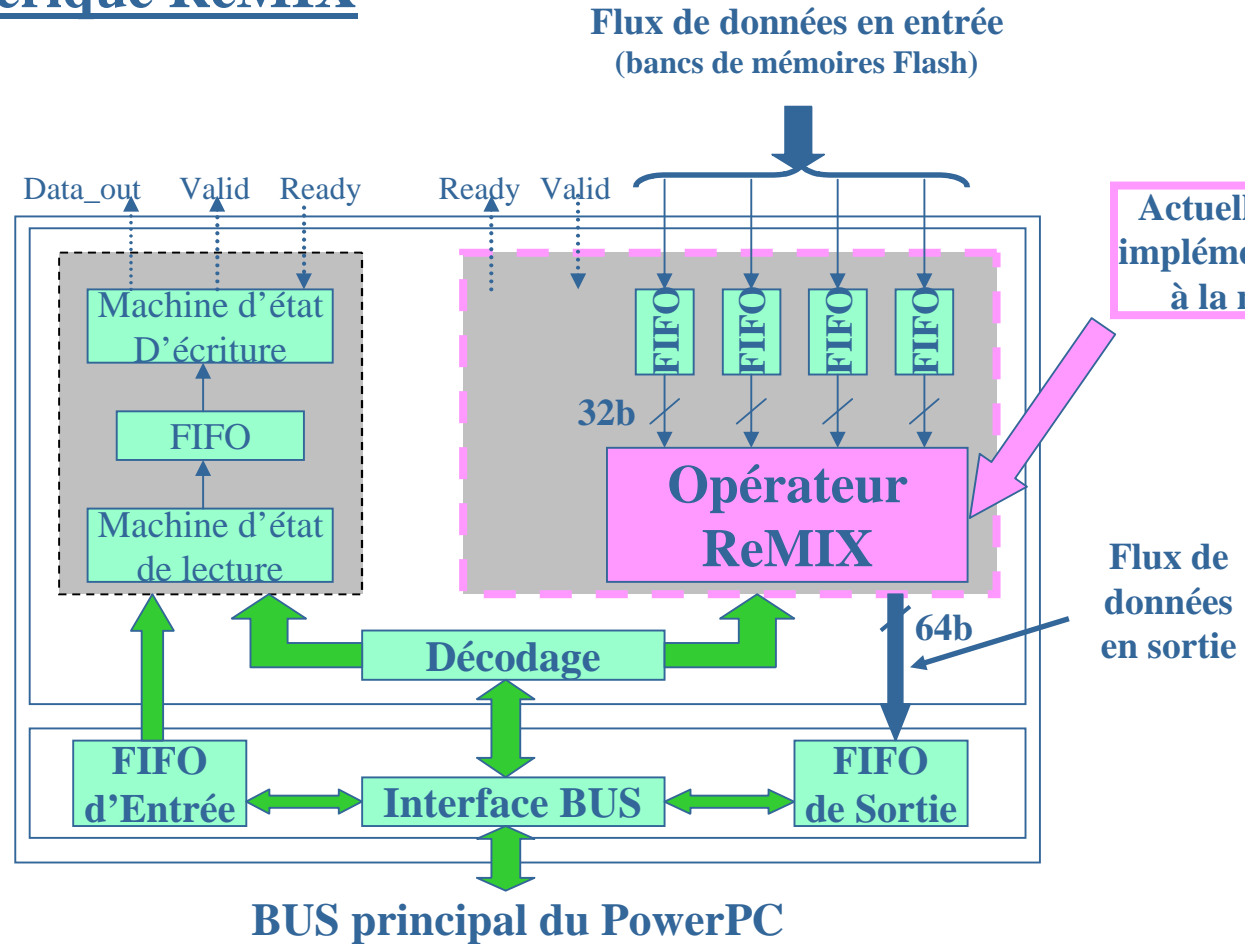 ReMIX
Flux de données en entrée
(bancs de mémoires Flash)
Data_out Valid Ready Ready Valid
Machine d’état
D’écriture
FIFO
Machine d’état
de lecture
FIFO FIFO FIFO FIFO
32b
Opérateur
ReMIX
à la
Flux de
données
en sortie
64b
Décodage
FIFO
d’Entrée
Interface BUS
FIFO
de Sortie
BUS principal du PowerPC